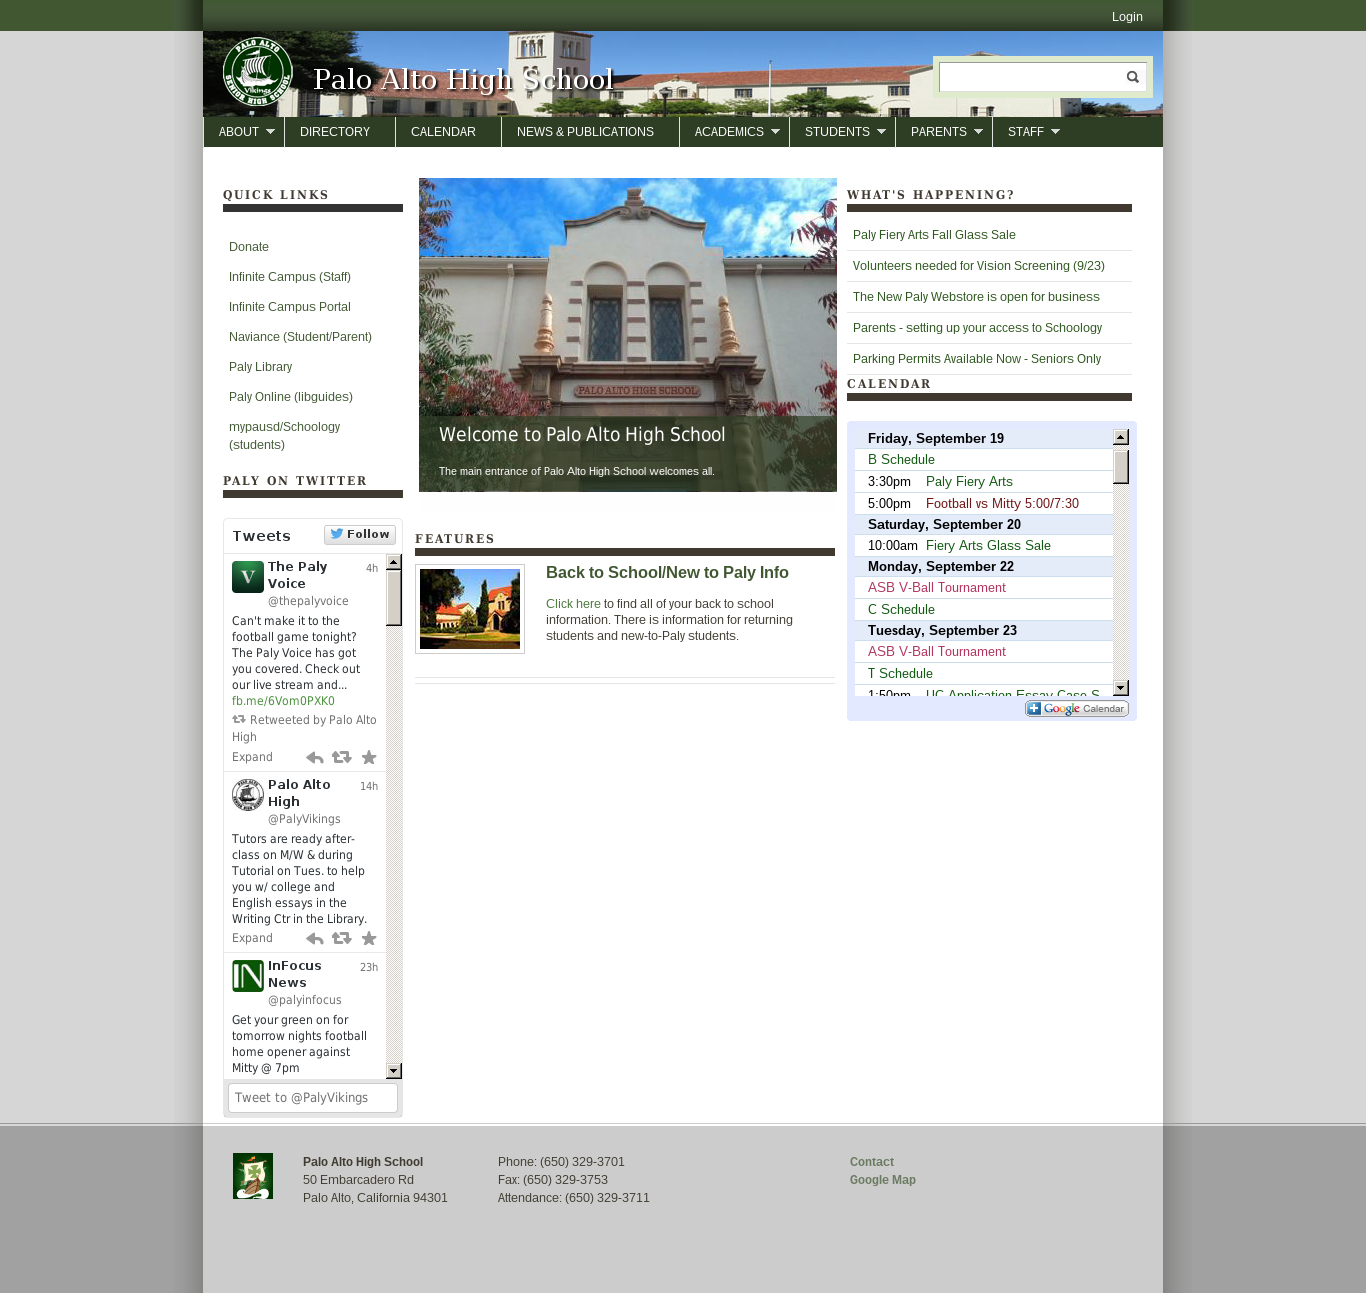 Login
PALO ALTO
Vikings
SENIOR HIGH SCHOOL
Palo Alto High School
ABOUT
DIRECTORY
CALENDAR
NEWS & PUBLICATIONS
ACADEMICS
STUDENTS
PARENTS
STAFF
QUICK LINKS
Donate
Infinite Campus (Staff)
Infinite Campus Portal
Naviance (Student/Parent)
Paly Library
Paly Online (libguides)
mypausd/Schoology
(students)
PALY ON TWITTER
Tweets
Follow
V
The Paly
Voice
4h
@thepalyvoice
Can't make it to the
football game tonight?
The Paly Voice has got
you covered. Check out
our live stream and...
fb.me/6Vom0PXK0
Retweeted by Palo Alto
High
Expand
Palo Alto
High
14h
@PalyVikings
Tutors are ready after-
class on M/W & during
Tutorial on Tues. to help
you w/ college and
English essays in the
Writing Ctr in the Library.
Expand
IN
InFocus
News
23h
@palyinfocus
Get your green on for
tomorrow nights football
home opener against
Mitty @ 7pm
Tweet to @PalyVikings
PALO ALTO HIGH SCHOOL
Welcome to Palo Alto High School
The main entrance of Palo Alto High School welcomes all.
FEATURES
Back to School/New to Paly Info
Click here to find all of your back to school
information. There is information for returning
students and new-to-Paly students.
WHAT'S HAPPENING?
Paly Fiery Arts Fall Glass Sale
Volunteers needed for Vision Screening (9/23)
The New Paly Webstore is open for business
Parents - setting up your access to Schoology
Parking Permits Available Now - Seniors Only
CALENDAR
Friday, September 19
B Schedule
3:30pm Paly Fiery Arts
5:00pm Football vs Mitty 5:00/7:30
Saturday, September 20
10:00am Fiery Arts Glass Sale
Monday, September 22
ASB V-Ball Tournament
C Schedule
Tuesday, September 23
ASB V-Ball Tournament
T Schedule
1:50pm UC Application Essay Case S
Google Calendar
Palo Alto High School
50 Embarcadero Rd
Palo Alto, California 94301
Phone: (650) 329-3701
Fax: (650) 329-3753
Attendance: (650) 329-3711
Contact
Google Map